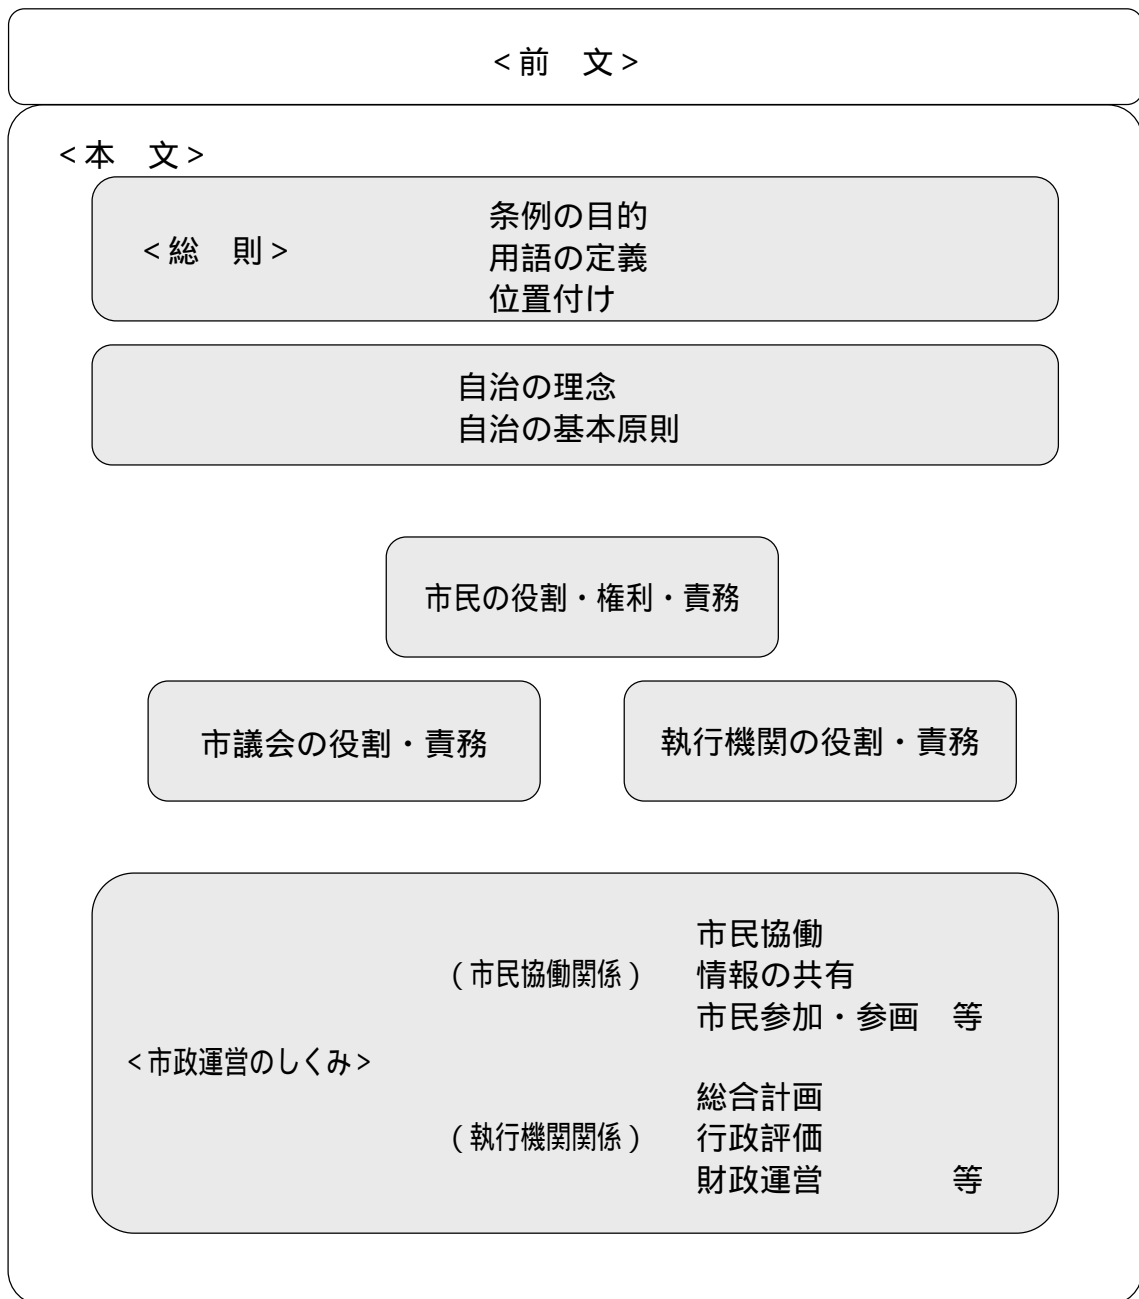 <前　文>
<本　文>
<総　則>
条例の目的
用語の定義
位置付け
自治の理念
自治の基本原則
市民の役割・権利・責務
市議会の役割・責務
執行機関の役割・責務
<市政運営のしくみ>
(市民協働関係)
市民協働
情報の共有
市民参加・参画　等
(執行機関関係)
総合計画
行政評価
財政運営　　　　等